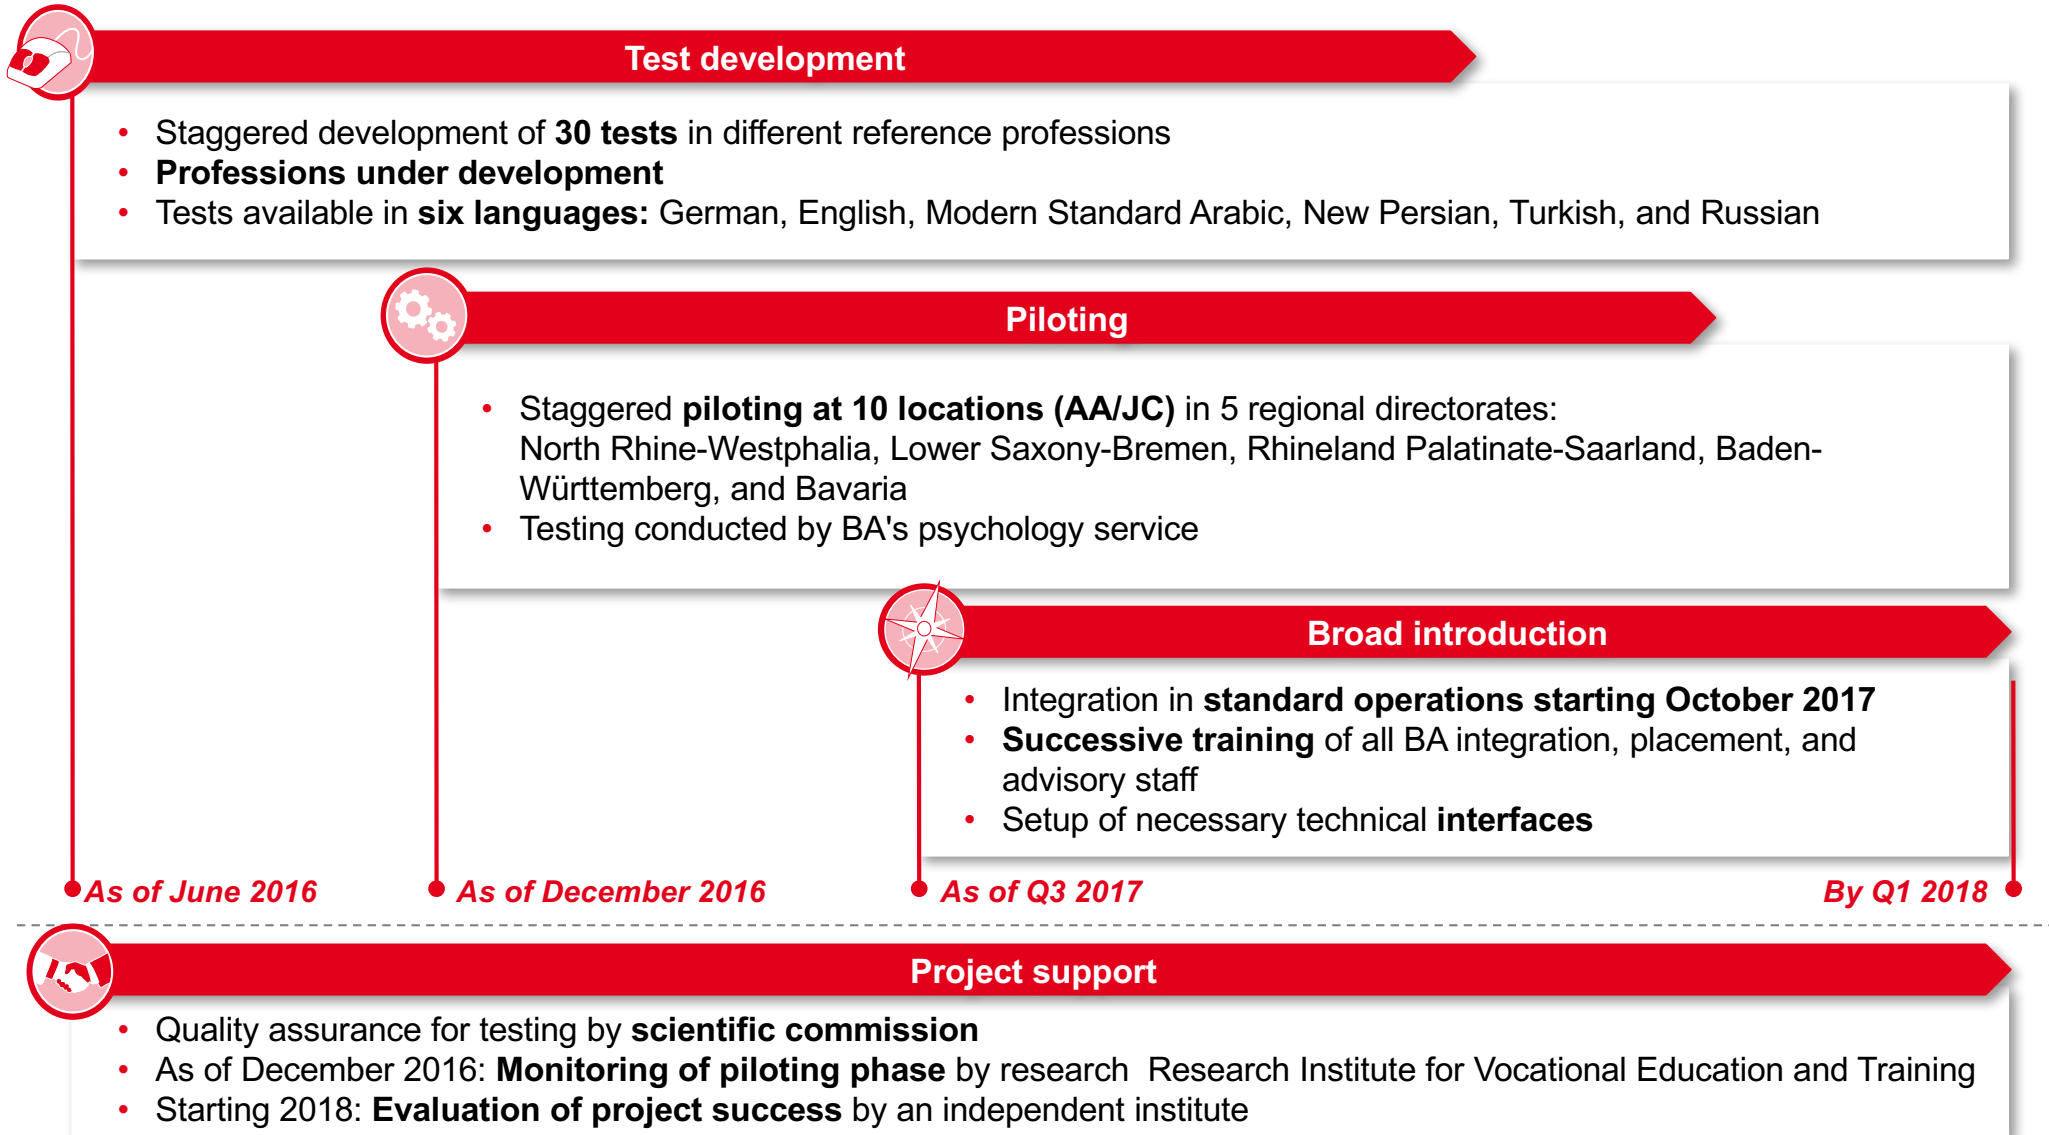 Test development
• Staggered development of 30 tests in different reference professions
• Professions under development
• Tests available in six languages: German, English, Modern Standard Arabic, New Persian, Turkish, and Russian
Piloting
• Staggered piloting at 10 locations (AA/JC) in 5 regional directorates:
North Rhine-Westphalia, Lower Saxony-Bremen, Rhineland Palatinate-Saarland, Baden-
Württemberg, and Bavaria
• Testing conducted by BA's psychology service
Broad introduction
• Integration in standard operations starting October 2017
• Successive training of all BA integration, placement, and
advisory staff
• Setup of necessary technical interfaces
As of June 2016
As of December 2016
As of Q3 2017
By Q1 2018
Project support
• Quality assurance for testing by scientific commission
• As of December 2016: Monitoring of piloting phase by research  Research Institute for Vocational Education and Training
• Starting 2018: Evaluation of project success by an independent institute